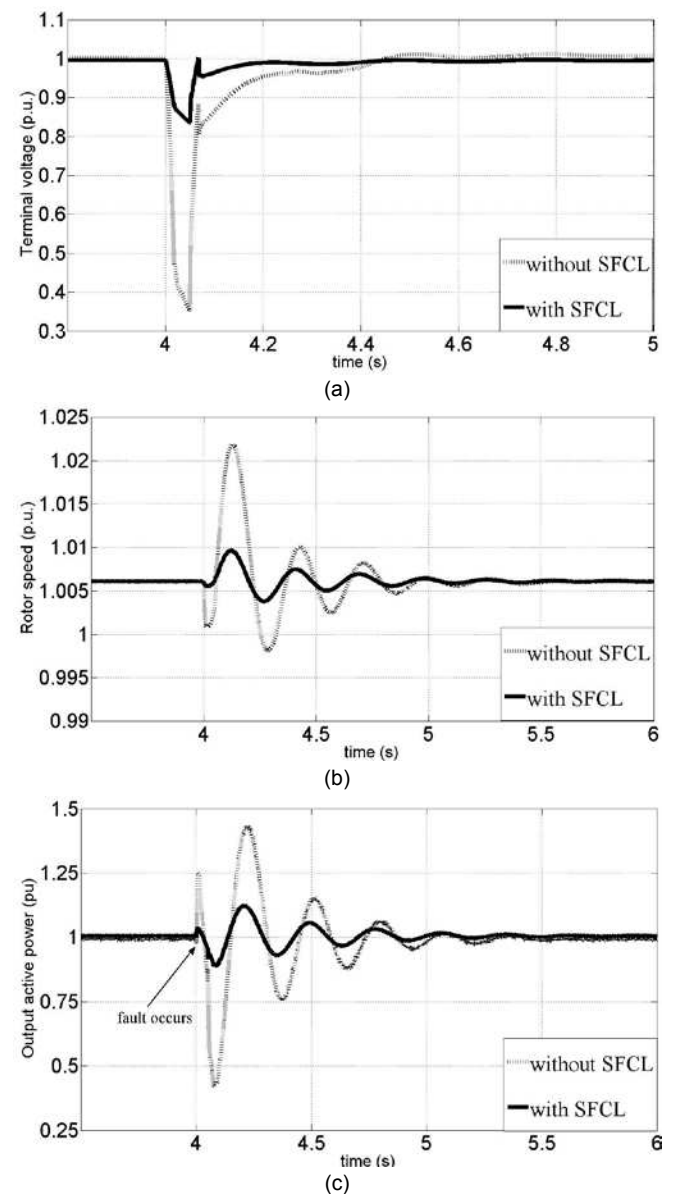 1
0.9
0.8
0.7
0.6
0.5
0.4
0.3
Terminal voltage (p.u.)
without SFCL
with SFCL
4
4.2
4.4
4.6
4.8
5
time (s)
(a)
1.025
1.02
1.015
1.01
1.005
1
0.995
0.99
Rotor speed (p.u.)
without SFCL
with SFCL
4
4.5
5
5.5
6
time (s)
(b)
1.5
1.25
1
0.75
0.5
0.25
Output active power (pu)
fault occurs
without SFCL
with SFCL
4
4.5
5
5.5
6
time (s)
(c)